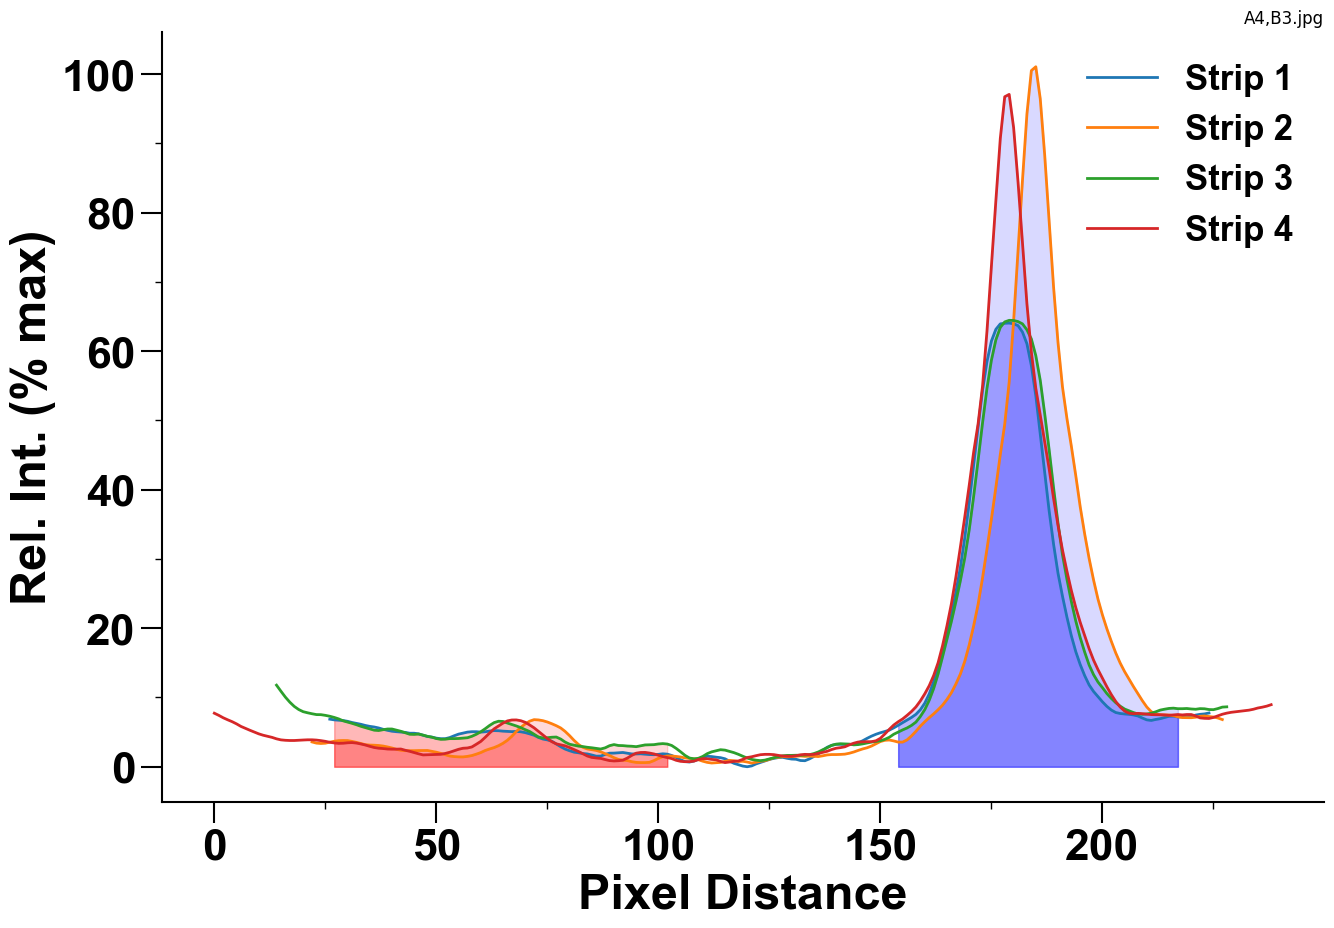 A4,B3.jpg
Strip 1
Strip 2
Strip 3
Strip 4
Rel. Int. (% max)
100
80
60
40
20
0
0 50 100 150 200
Pixel Distance